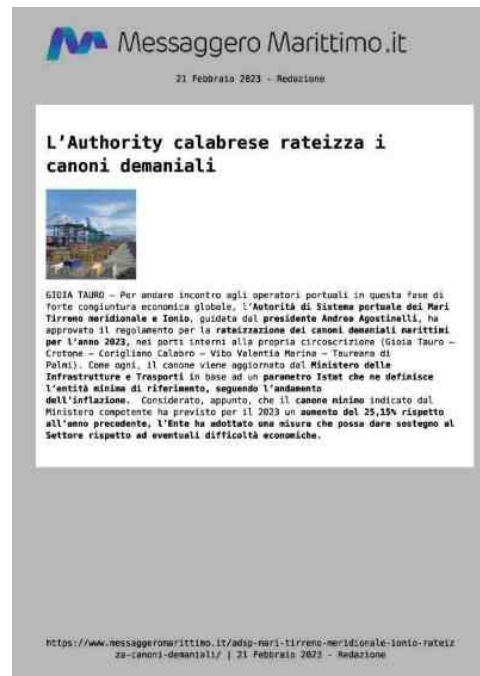 Messaggero Marittimo.it
21 Febbraio 2023 - Redazione
L'Authority calabrese rateizza i
canoni demaniali
GIOIA TAURO – Per andare incontro agli operatori portuali in questa fase di
forte congiuntura economica globale, l'Autorità di Sistema portuale dei Mari
Tirreno meridionale e Ionio, guidata dal presidente Andrea Agostinelli, ha
approvato il regolamento per la rateizzazione dei canoni demaniali marittimi
per l'anno 2023, nei porti interni alla propria circoscrizione (Gioia Tauro –
Crotone – Corigliano Calabro – Vibo Valentia Marina – Taureana di
Palmi). Come ogni, il canone viene aggiornato dal Ministero delle
Infrastrutture e Trasporti in base ad un parametro Istat che ne definisce
l'entità minima di riferimento, seguendo l'andamento
dell'inflazione. Considerato, appunto, che il canone minimo indicato dal
Ministero competente ha previsto per il 2023 un aumento del 25,15% rispetto
all'anno precedente, l'Ente ha adottato una misura che possa dare sostegno al
Settore rispetto ad eventuali difficoltà economiche.
https://www.messaggeromarittimo.it/adsp-mari-tirreno-meridionale-ionio-rateiz
za-canoni-demaniali/ | 21 Febbraio 2023 - Redazione